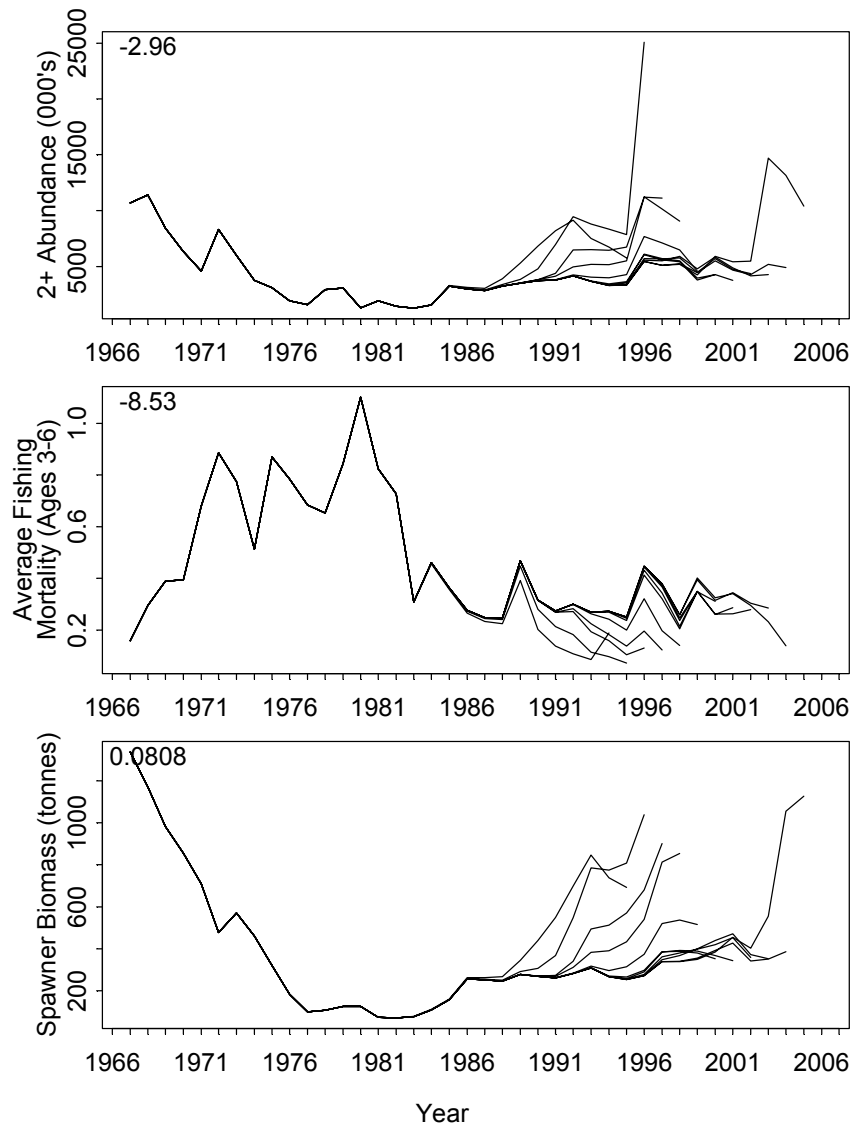 -2.96
2+ Abundance (000's)
25000
15000
5000
1966 1971 1976 1981 1986 1991 1996 2001 2006
-8.53
Average Fishing
Mortality (Ages 3-6)
1.0
0.6
0.2
1966 1971 1976 1981 1986 1991 1996 2001 2006
0.0808
Spawner Biomass (tonnes)
1000
600
200
1966 1971 1976 1981 1986 1991 1996 2001 2006
Year